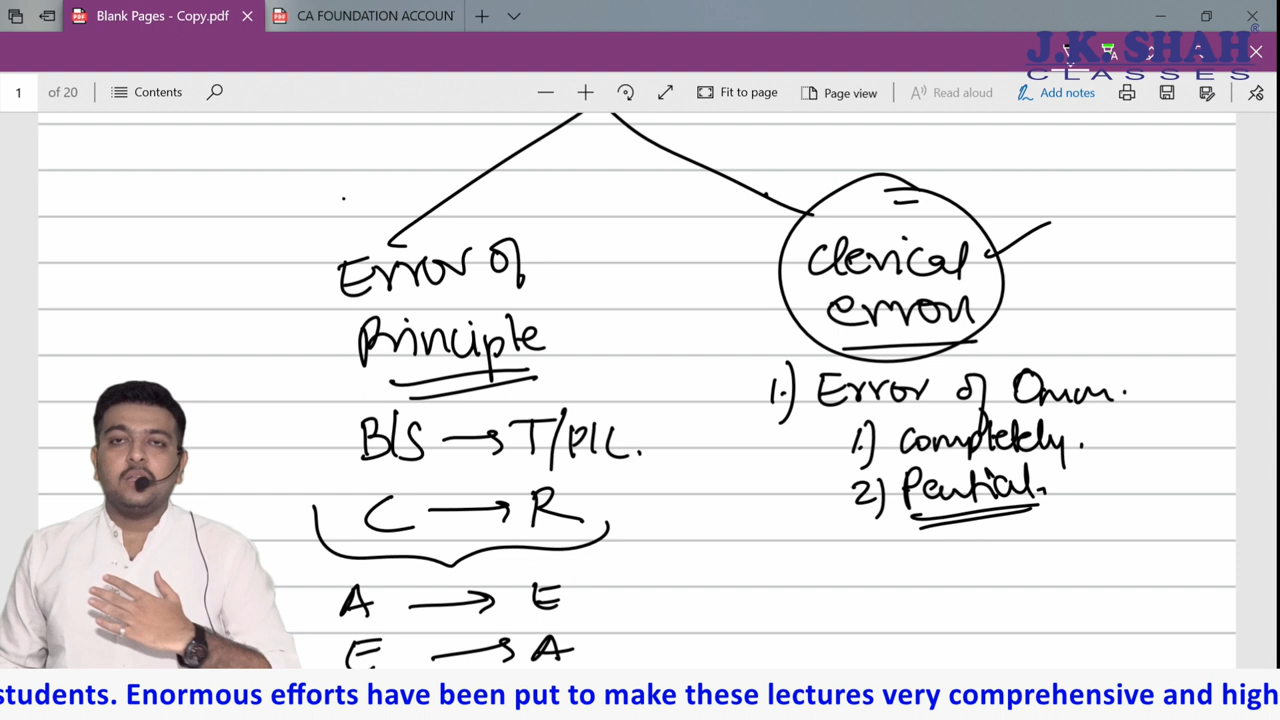 Blank Pages - Copy.pdf
CA FOUNDATION ACCOUN
J.K. SHAH®
CLASSES
1 of 20
Contents
Fit to page
Page view
Read aloud
Add notes
Error of
Principle
B/S → T/P/L.
C → R
A → E
E → A
Clerical
error
1.) Error of Omm.
1.) Completely.
2) Partial.
students. Enormous efforts have been put to make these lectures very comprehensive and high